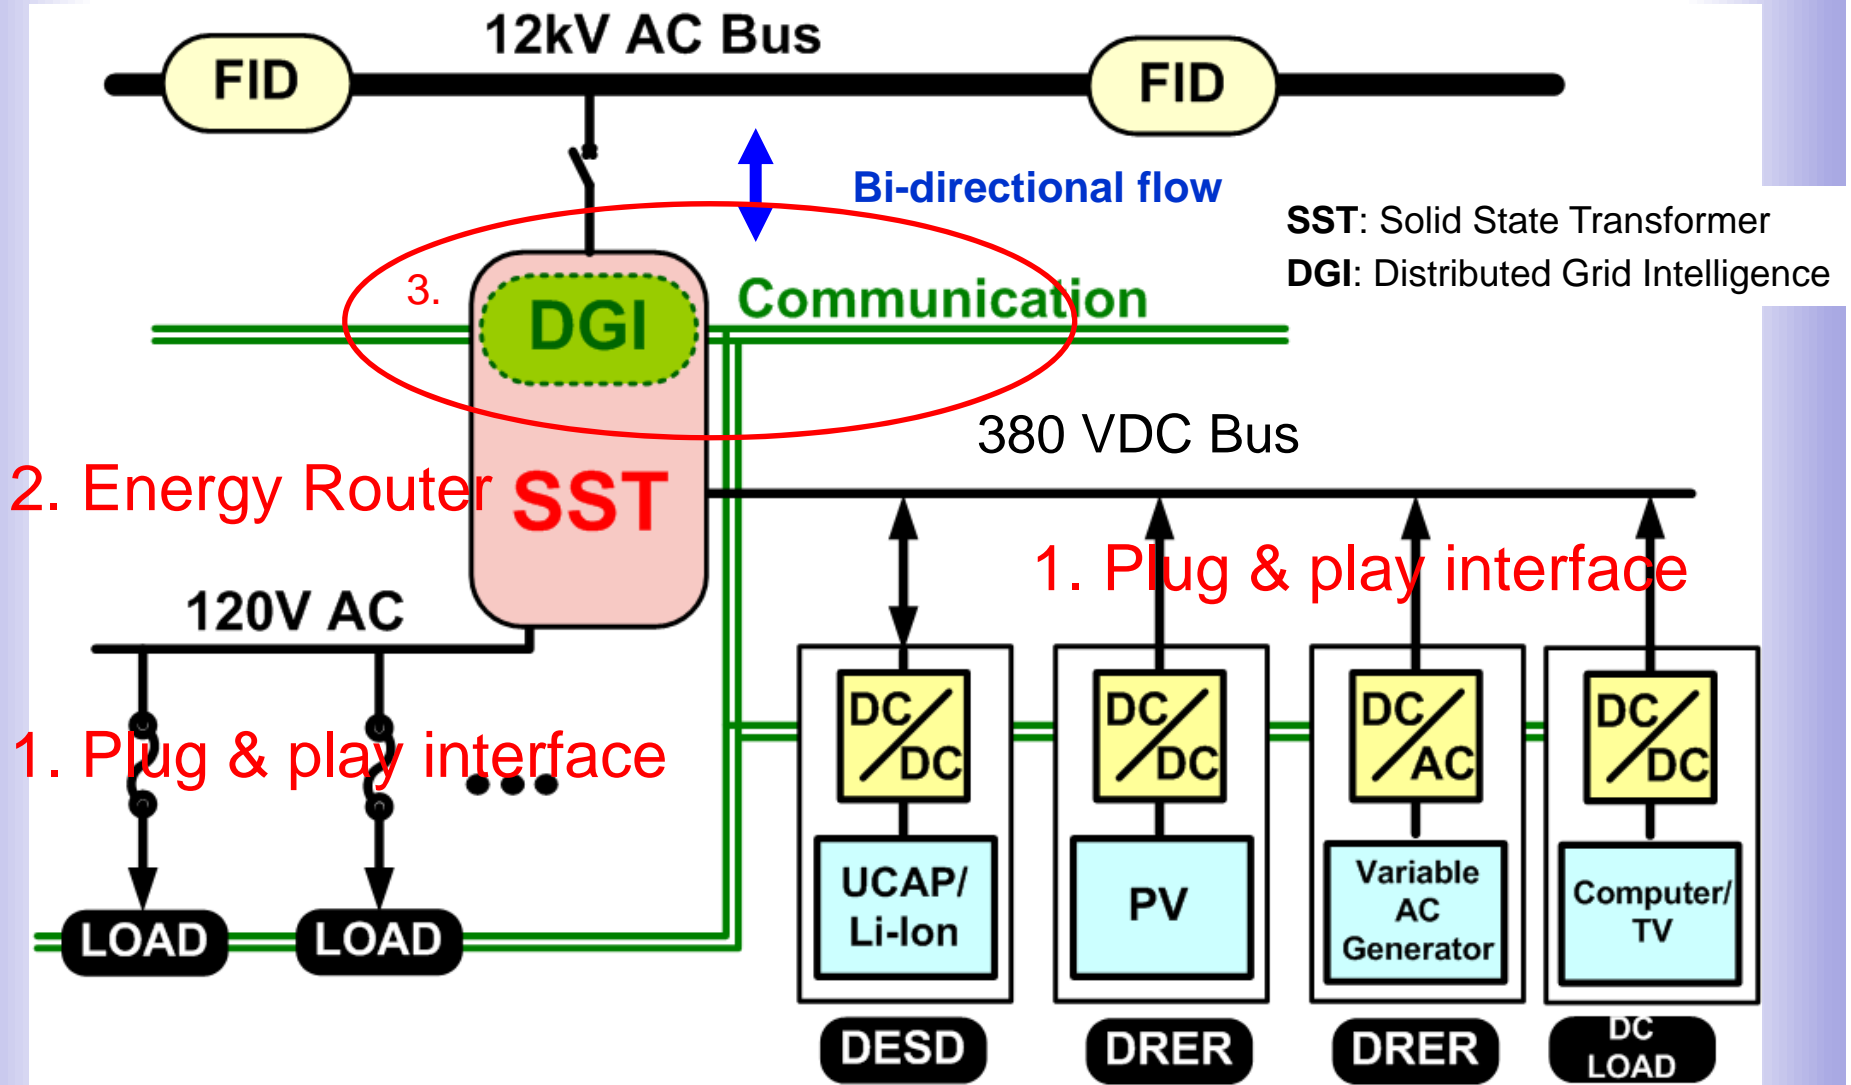 12kV AC Bus
FID
FID
Bi-directional flow
SST: Solid State Transformer
DGI: Distributed Grid Intelligence
3.
DGI
Communication
380 VDC Bus
2. Energy Router
SST
1. Plug & play interface
120V AC
1. Plug & play interface
DC/DC
DC/DC
DC/AC
DC/DC
UCAP/
Li-Ion
PV
Variable
AC
Generator
Computer/
TV
LOAD
LOAD
DESD
DRER
DRER
DC
LOAD